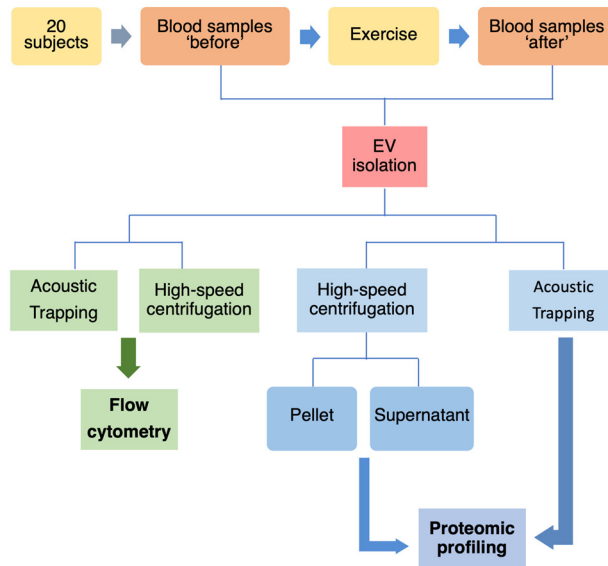 20
subjects
Blood samples
'before'
Exercise
Blood samples
'after'
EV
isolation
Acoustic
Trapping
High-speed
centrifugation
High-speed
centrifugation
Acoustic
Trapping
Flow
cytometry
Pellet
Supernatant
Proteomic
profiling